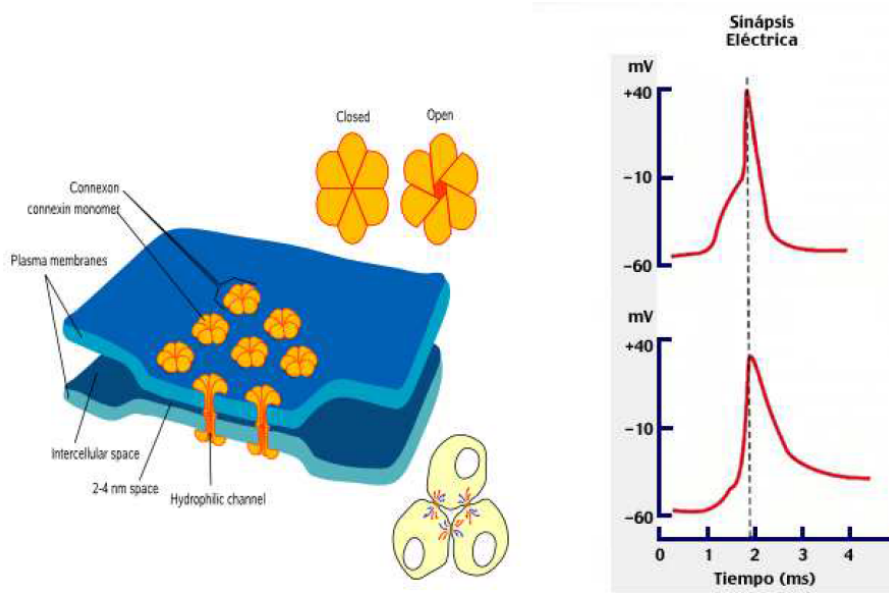 Closed
Open
Connexon
connexin monomer
Plasma membranes
Intercellular space
2-4 nm space
Hydrophilic channel
Sinápsis
Eléctrica
mV
+40
−10
−60
mV
+40
−10
−60
0 1 2 3 4
Tiempo (ms)